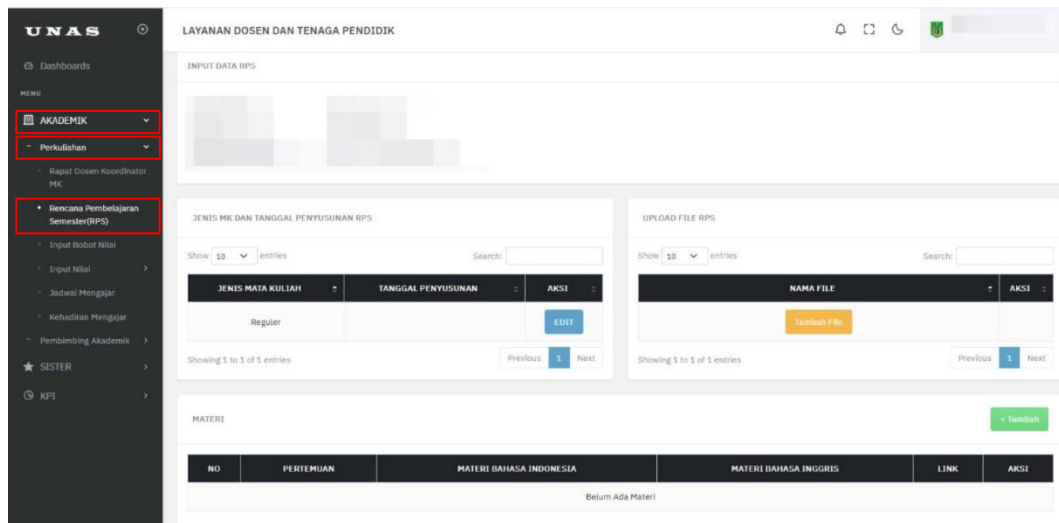 UNAS
LAYANAN DOSEN DAN TENAGA PENDIDIK
Dashboards
MENU
AKADEMIK
Perkuliahan
Rapat Dosen Koordinator
MK
Rencana Pembelajaran
Semester(RPS)
Input Bobot Nilai
Input Nilai
Jadwal Mengajar
Kehadiran Mengajar
Pembimbing Akademik
SISTER
KPI
INPUT DATA RPS
JENIS MK DAN TANGGAL PENYUSUNAN RPS
Show 10 entries Search:
JENIS MATA KULIAH TANGGAL PENYUSUNAN AKSI
Reguler EDIT
Showing 1 to 1 of 1 entries Previous 1 Next
UPLOAD FILE RPS
Show 10 entries Search:
NAMA FILE AKSI
Tambah File
Showing 1 to 1 of 1 entries Previous 1 Next
MATERI + Tambah
NO PERTEMUAN MATERI BAHASA INDONESIA MATERI BAHASA INGGRIS LINK AKSI
Belum Ada Materi